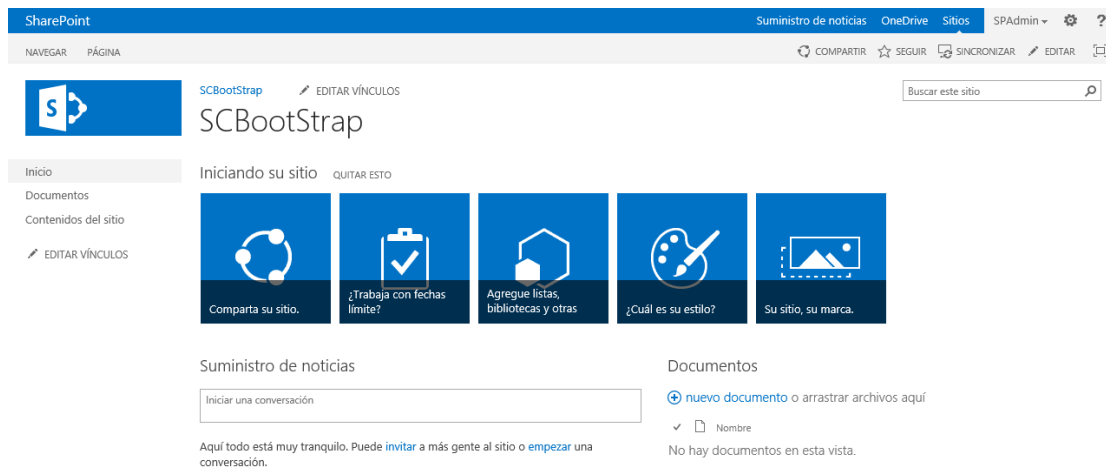 SharePoint
Suministro de noticias OneDrive Sitios SPAdmin ?
NAVEGAR PÁGINA
COMPARTIR SEGUIR SINCRONIZAR EDITAR
S
SCBootStrap EDITAR VÍNCULOS
Buscar este sitio
SCBootStrap
Inicio
Documentos
Contenidos del sitio
EDITAR VÍNCULOS
Iniciando su sitio QUITAR ESTO
Comparta su sitio.
¿Trabaja con fechas
límite?
Agregue listas,
bibliotecas y otras
¿Cuál es su estilo?
Su sitio, su marca.
Suministro de noticias
Iniciar una conversación
Aquí todo está muy tranquilo. Puede invitar a más gente al sitio o empezar una
conversación.
Documentos
nuevo documento o arrastrar archivos aquí
Nombre
No hay documentos en esta vista.